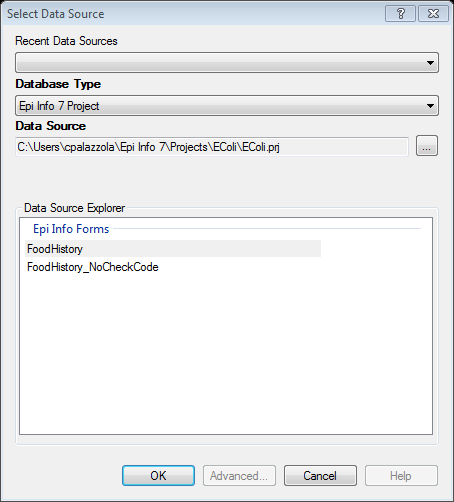 Select Data Source
Recent Data Sources
Database Type
Epi Info 7 Project
Data Source
C:\Users\cpalazzola\Epi Info 7\Projects\EColi\EColi.prj
...
Data Source Explorer
Epi Info Forms
FoodHistory
FoodHistory_NoCheckCode
OK Advanced... Cancel Help